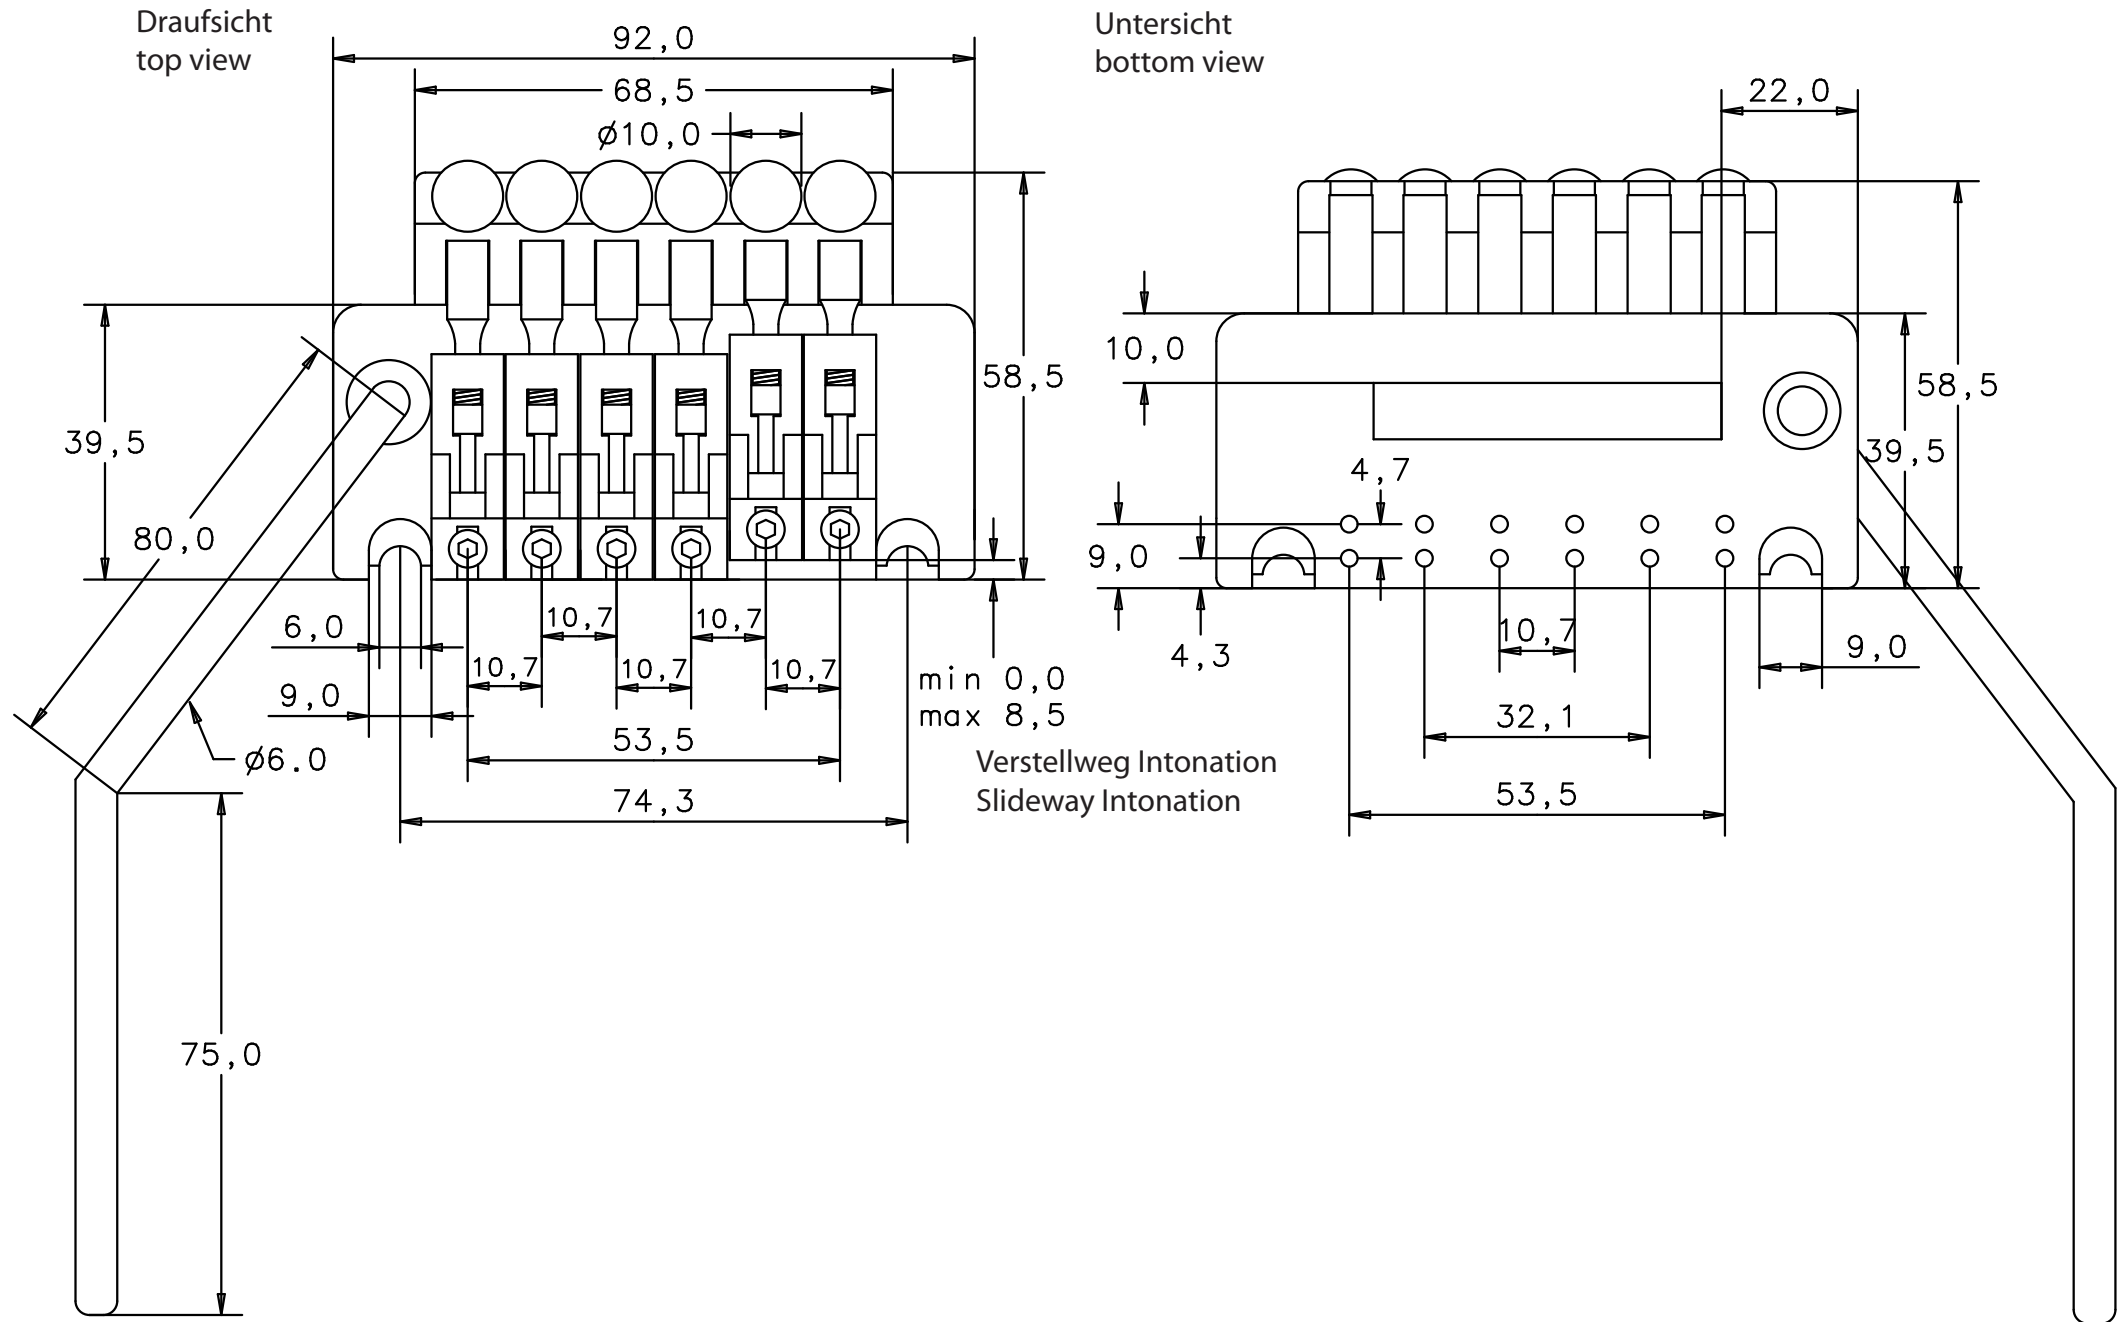 Draufsicht
top view
92,0
68,5
ø10,0
58,5
39,5
80,0
6,0
10,7
10,7
10,7
10,7
10,7
9,0
min 0,0
max 8,5
ø6.0
53,5
Verstellweg Intonation
Slideway Intonation
74,3
75,0
Untersicht
bottom view
22,0
10,0
58,5
39,5
4,7
9,0
4,3
10,7
9,0
32,1
53,5